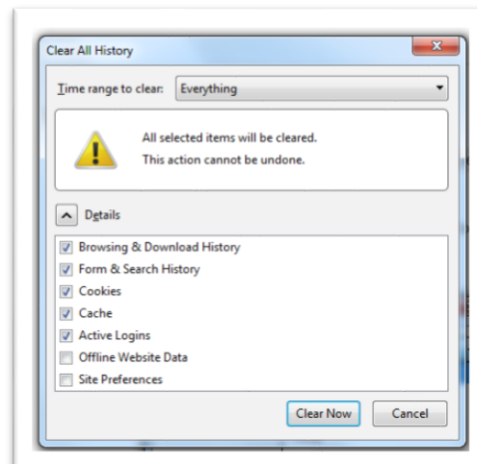 Clear All History
Time range to clear: Everything
All selected items will be cleared.
This action cannot be undone.
Details
Browsing & Download History
Form & Search History
Cookies
Cache
Active Logins
Offline Website Data
Site Preferences
Clear Now Cancel